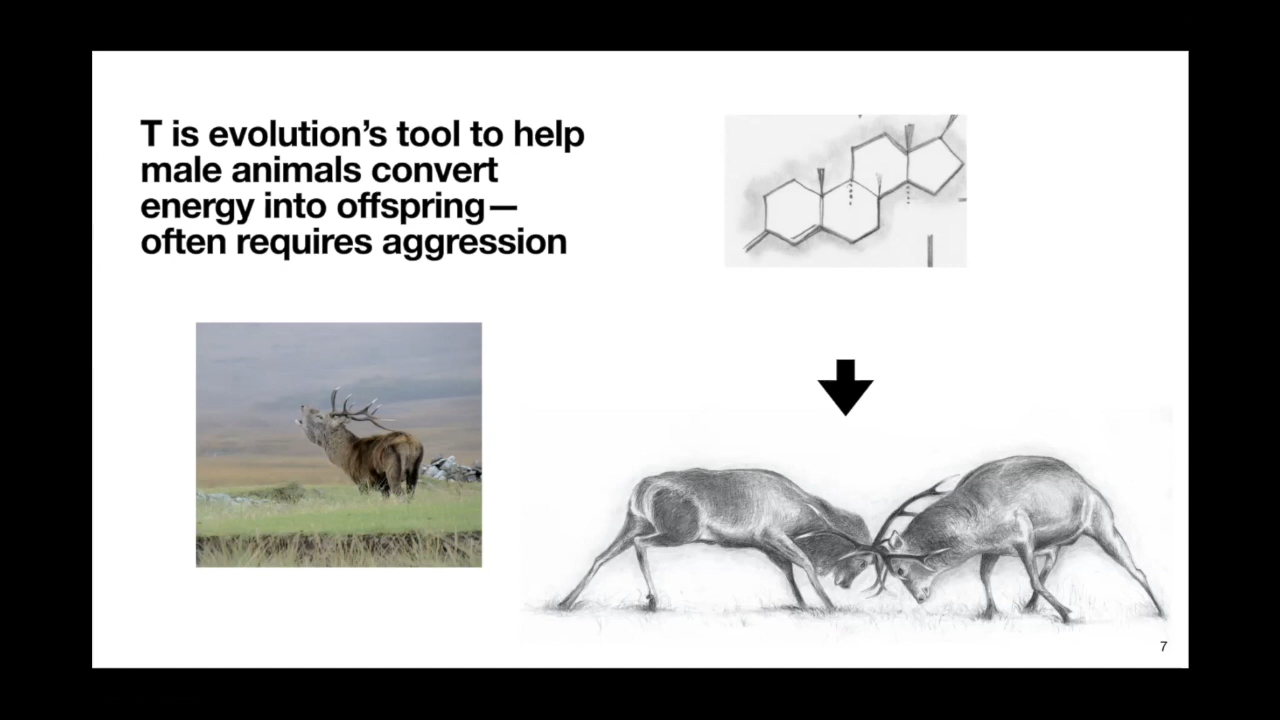 T is evolution’s tool to help
male animals convert
energy into offspring—
often requires aggression
7